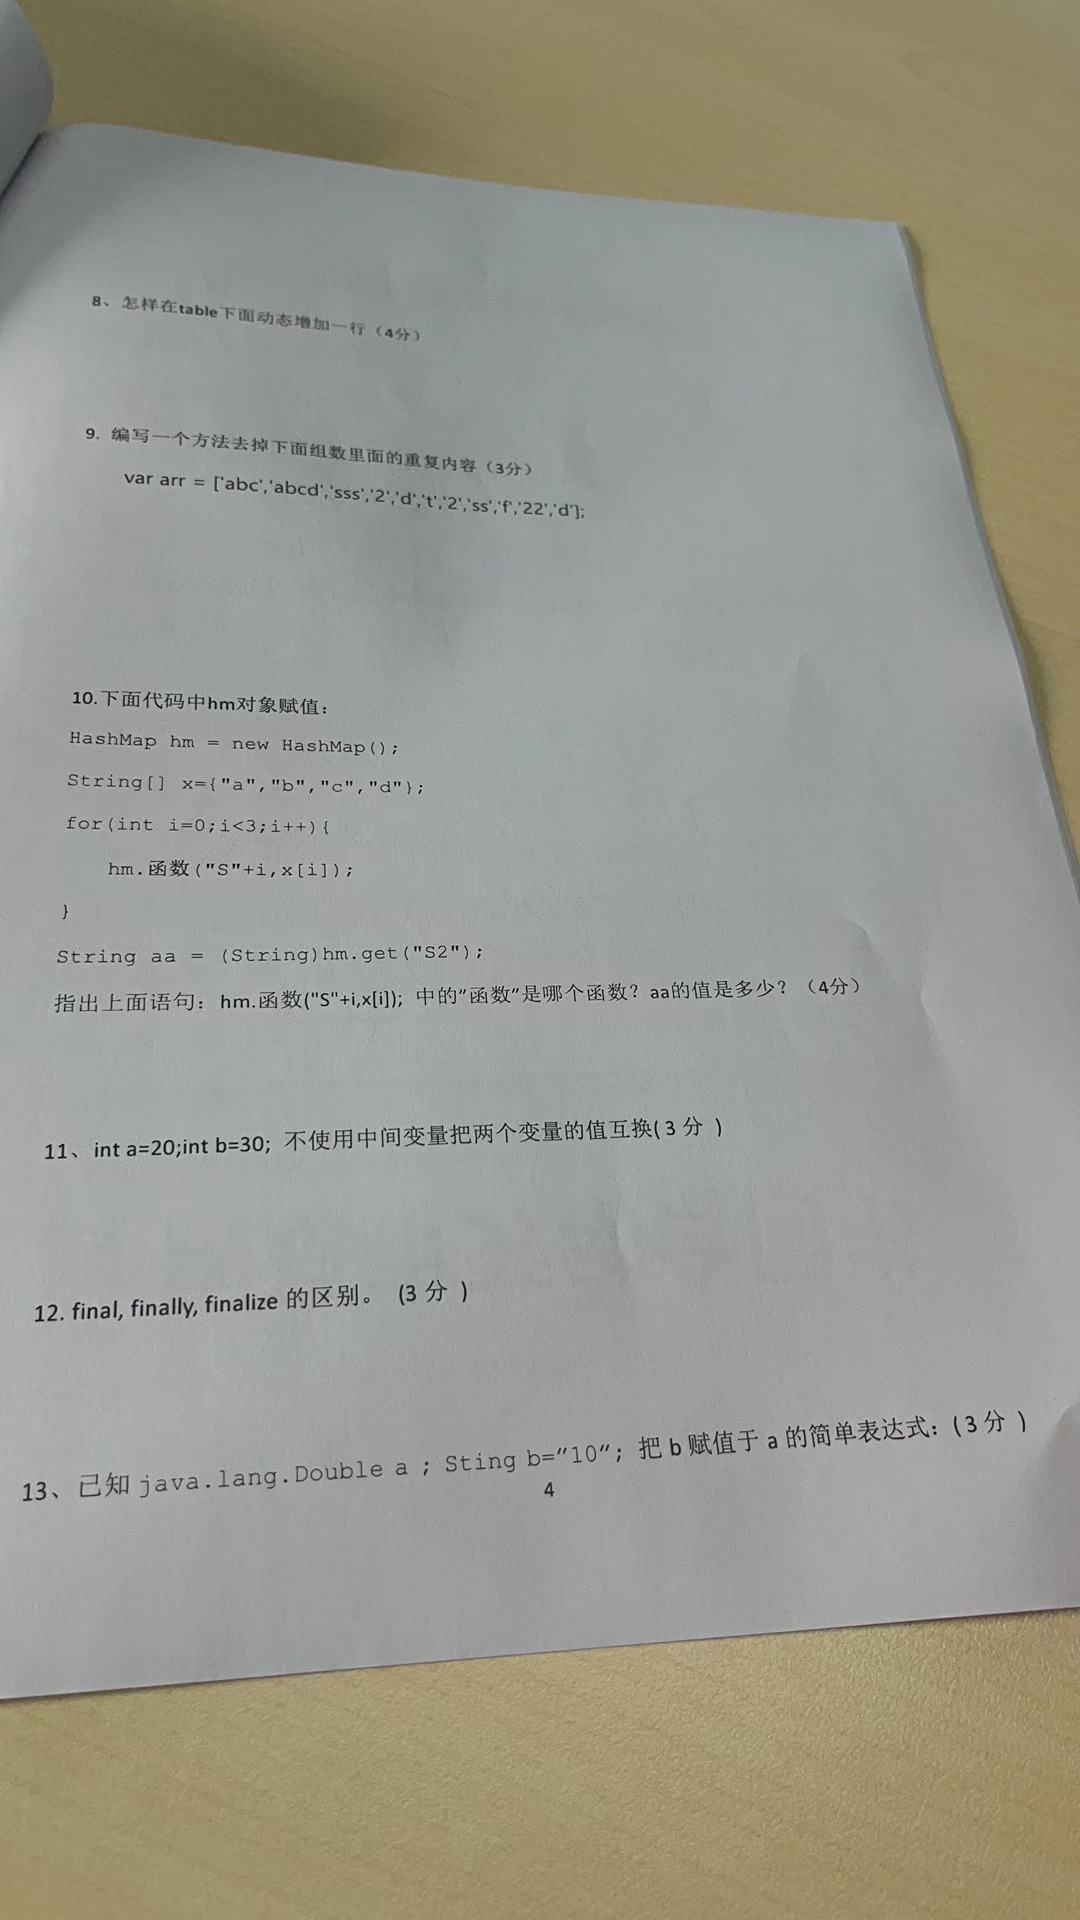 8、怎样在table下面动态增加一行（4分）
9. 编写一个方法去掉下面组数里面的重复内容（3分）
var arr = ['abc','abcd','sss','2','d','t','2','ss','f','22','d'];
10.下面代码中hm对象赋值：
HashMap hm = new HashMap();
String[] x={"a","b","c","d"};
for(int i=0;i<3;i++){
hm.函数("S"+i,x[i]);
}
String aa = (String)hm.get("S2");
指出上面语句：hm.函数("S"+i,x[i]); 中的"函数"是哪个函数？aa的值是多少？（4分）
11、int a=20;int b=30; 不使用中间变量把两个变量的值互换( 3 分 )
12. final, finally, finalize 的区别。 (3 分 )
13、已知 java.lang.Double a ; Sting b="10"; 把 b 赋值于 a 的简单表达式：( 3 分 )
4